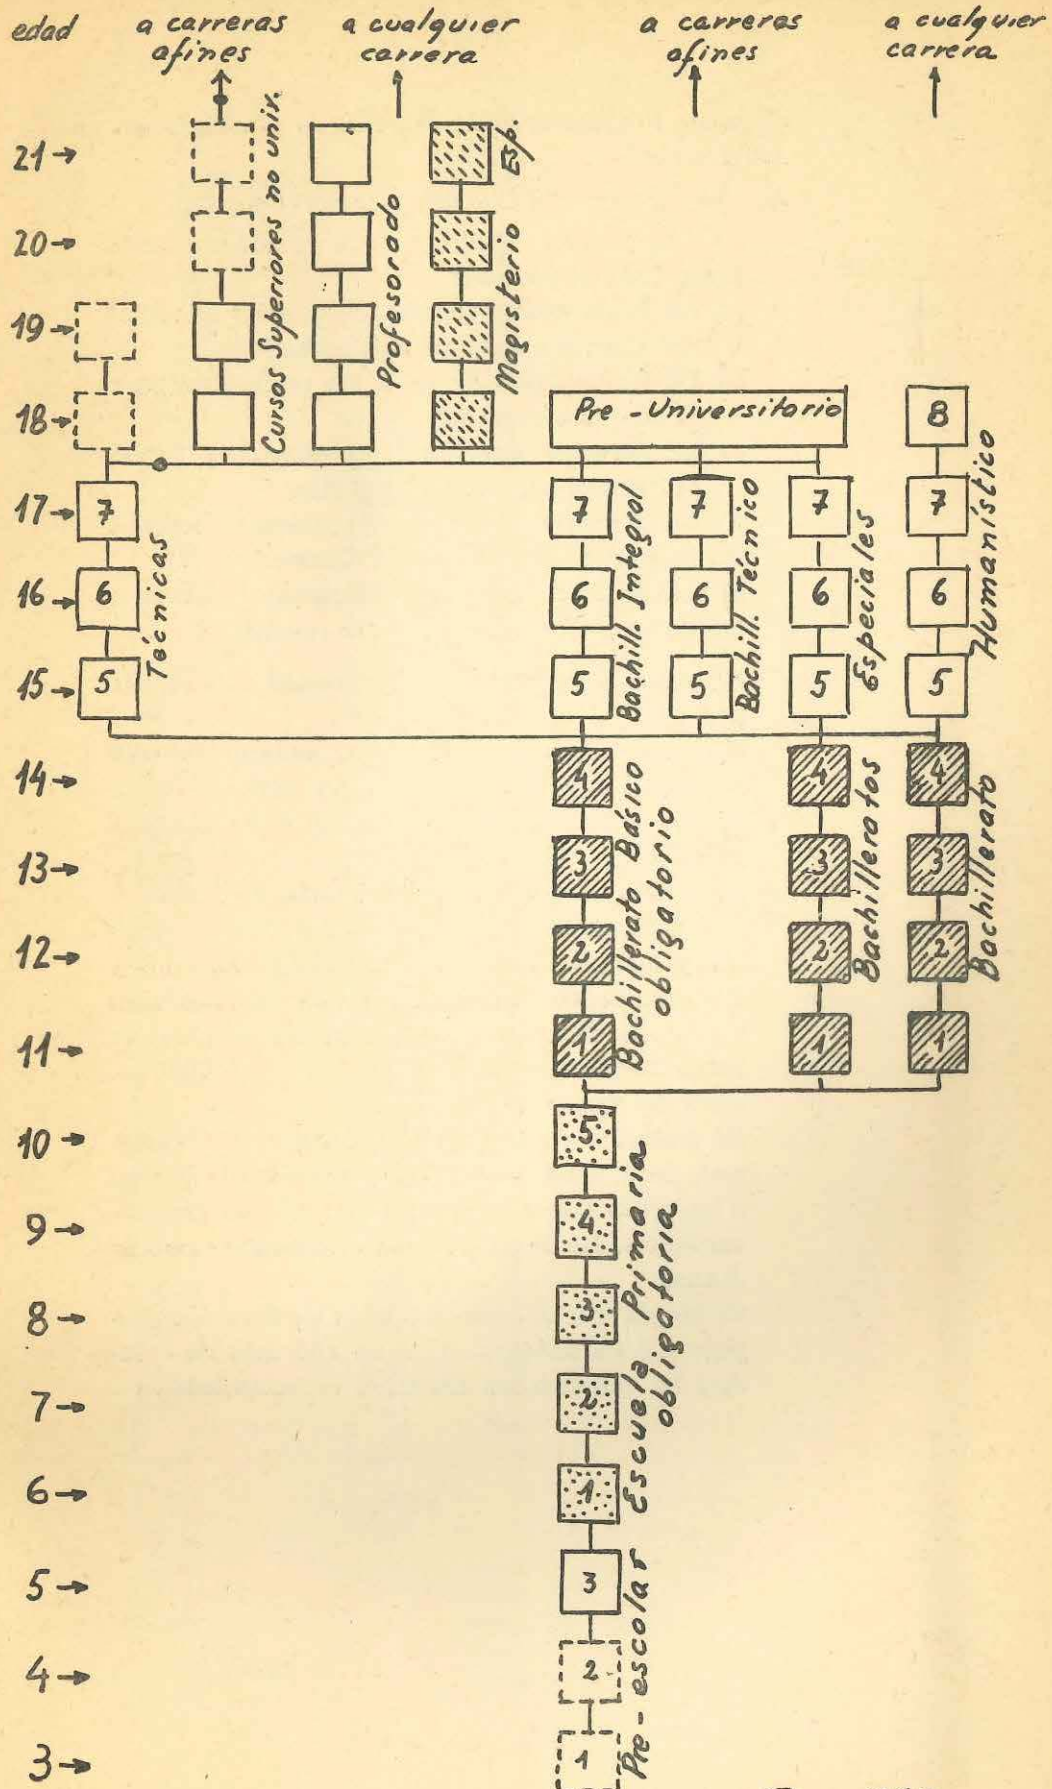 edad
a carreras
afines
a cualquier
carrera
a carreras
afines
a cualquier
carrera
21→
Cursos Superiores no univ.
Profesorado
Magisterio Esp.
20→
19→
18→
Pre-Universitario
8
17→
7
7
7
7
7
16→
6
6
6
6
6
15→
5
5
5
5
5
Técnicas
Bachill. Integral
Bachill. Técnico
Especiales
Humanístico
14→
4
4
4
13→
3
3
3
12→
2
2
2
11→
1
1
1
Bachillerato Básico
obligatorio
Bachilleratos
Bachillerato
10→
5
9→
4
8→
3
7→
2
6→
1
Escuela Primaria
obligatoria
5→
3
4→
2
3→
1
Pre-escolar